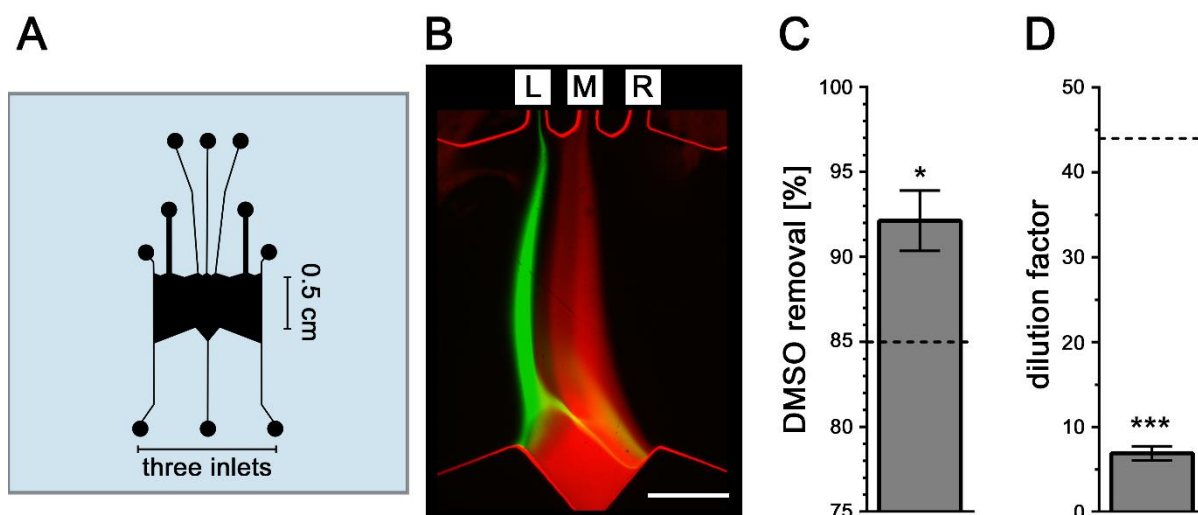 A
0.5 cm
three inlets
B
L M R
C
DMSO removal [%]
100
95
90
85
80
75
*
D
dilution factor
50
40
30
20
10
0
***